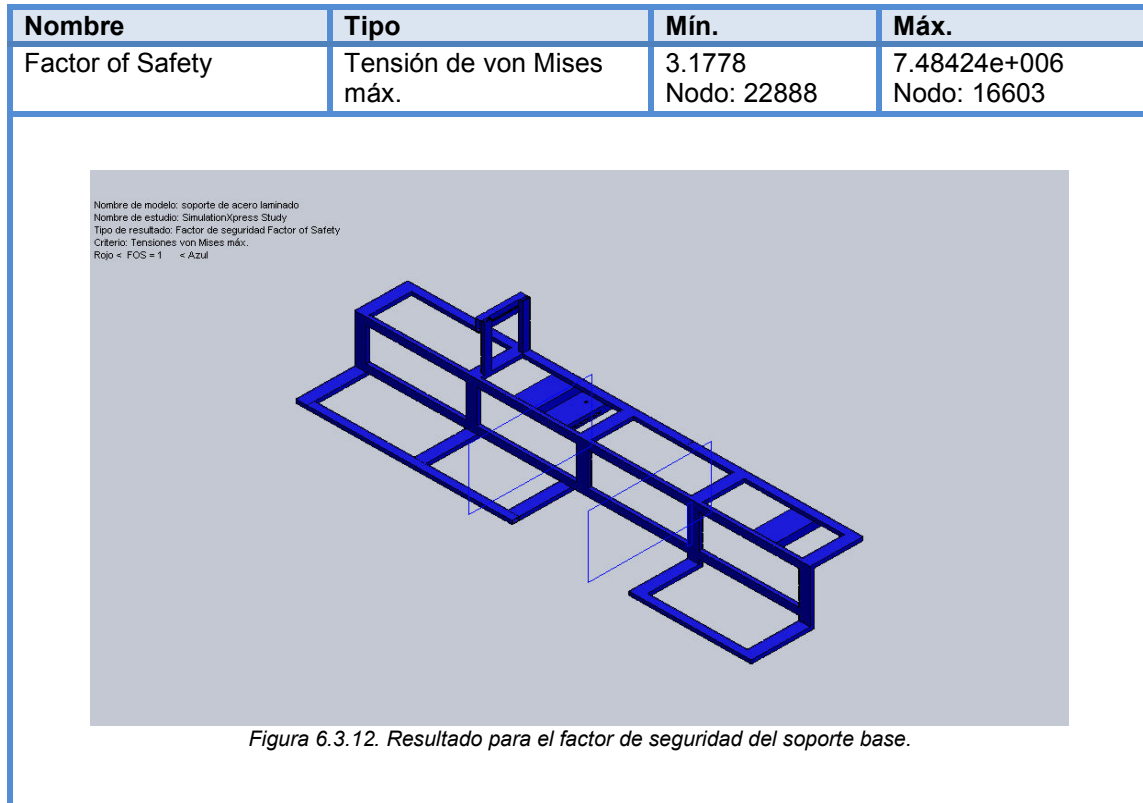 Nombre Tipo Mín. Máx.
Factor of Safety Tensión de von Mises 3.1778 7.48424e+006
máx. Nodo: 22888 Nodo: 16603
Nombre de modelo: soporte de acero laminado
Nombre de estudio: SimulationXpress Study
Tipo de resultado: Factor de seguridad Factor of Safety
Criterio: Tensiones von Mises máx.
Rojo < FOS = 1 < Azul
Figura 6.3.12. Resultado para el factor de seguridad del soporte base.